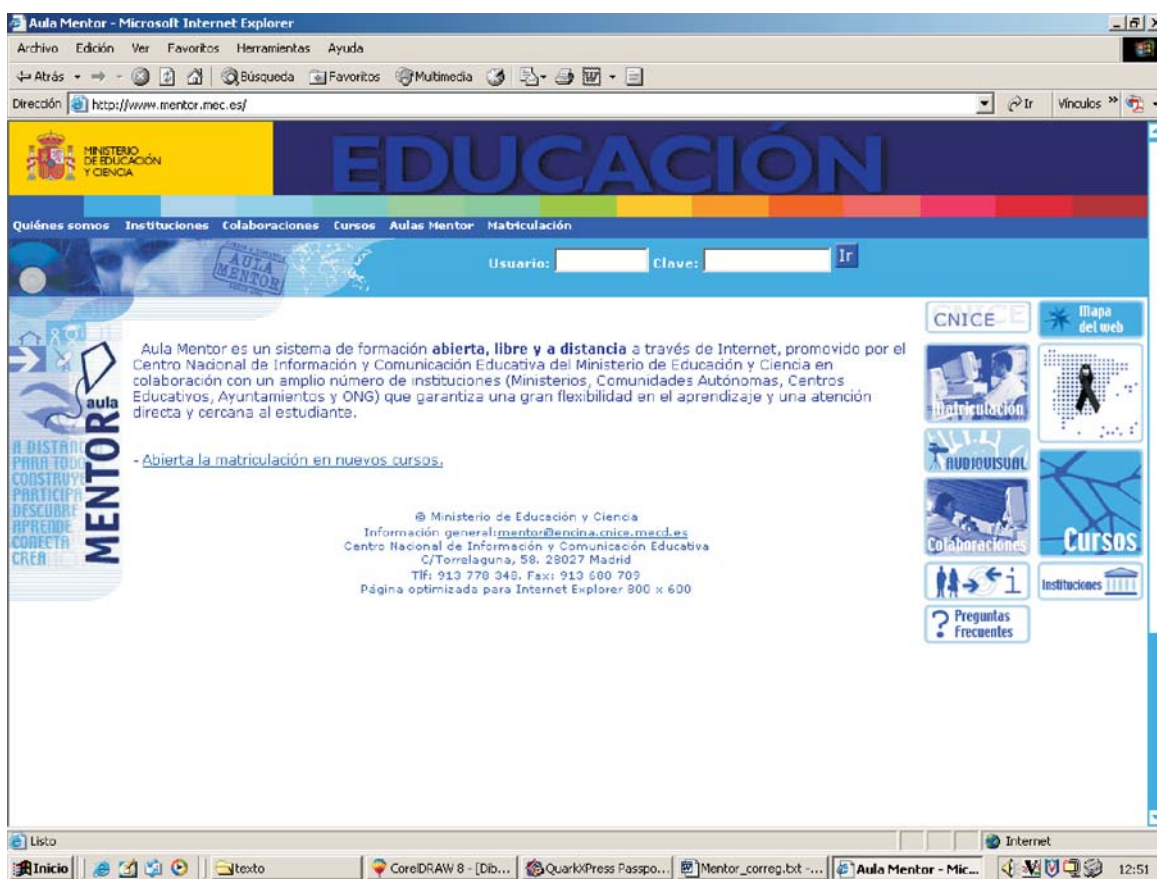 Aula Mentor - Microsoft Internet Explorer
Archivo Edición Ver Favoritos Herramientas Ayuda
Atrás Búsqueda Favoritos Multimedia
Dirección http://www.mentor.mec.es/ Ir Vínculos »
MINISTERIO
DE EDUCACIÓN
Y CIENCIA
EDUCACIÓN
Quiénes somos Instituciones Colaboraciones Cursos Aulas Mentor Matriculación
AULA
MENTOR
Usuario: Clave: Ir
aula
MENTOR
A DISTANCIA
PARA TODO
CONSTRUYE
PARTICIPA
DESCUBRE
APRENDE
CONECTA
CREA
Aula Mentor es un sistema de formación abierta, libre y a distancia a través de Internet, promovido por el
Centro Nacional de Información y Comunicación Educativa del Ministerio de Educación y Ciencia en
colaboración con un amplio número de instituciones (Ministerios, Comunidades Autónomas, Centros
Educativos, Ayuntamientos y ONG) que garantiza una gran flexibilidad en el aprendizaje y una atención
directa y cercana al estudiante.
- Abierta la matriculación en nuevos cursos.
© Ministerio de Educación y Ciencia
Información general:mentor@encina.cnice.mecd.es
Centro Nacional de Información y Comunicación Educativa
C/Torrelaguna, 58. 28027 Madrid
Tlf: 913 778 348. Fax: 913 680 709
Página optimizada para Internet Explorer 800 x 600
CNICE
Mapa
del web
Matriculación
AUDIOVISUAL
Colaboraciones
Cursos
Instituciones
Preguntas
Frecuentes
Listo Internet
Inicio texto CorelDRAW 8 - [Dib... QuarkXPress Passpo... Mentor_correg.txt -... Aula Mentor - Mic... 12:51